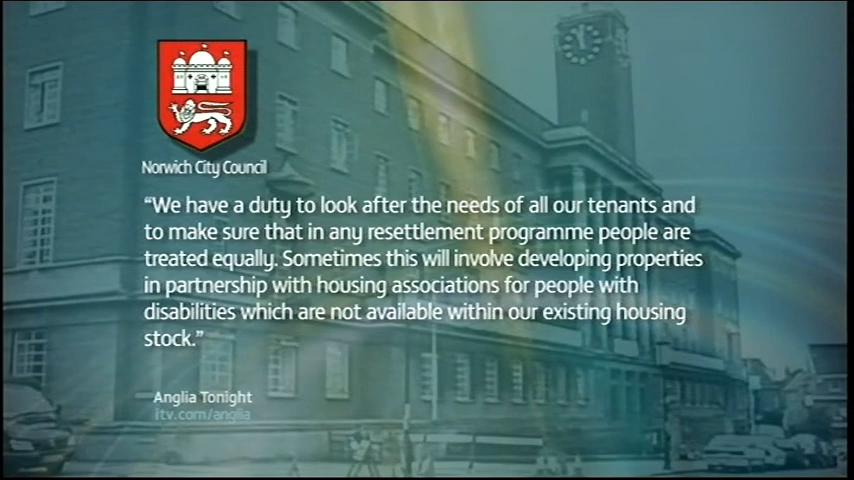 Norwich City Council
“We have a duty to look after the needs of all our tenants and
to make sure that in any resettlement programme people are
treated equally. Sometimes this will involve developing properties
in partnership with housing associations for people with
disabilities which are not available within our existing housing
stock.”
Anglia Tonight
itv.com/anglia